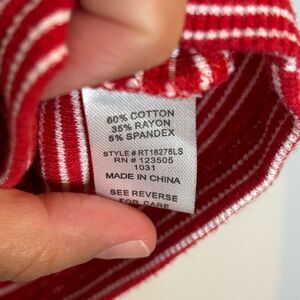 60% COTTON
35% RAYON
5% SPANDEX
STYLE # RT18276LS
RN # 123505
1031
MADE IN CHINA
SEE REVERSE
FOR CARE